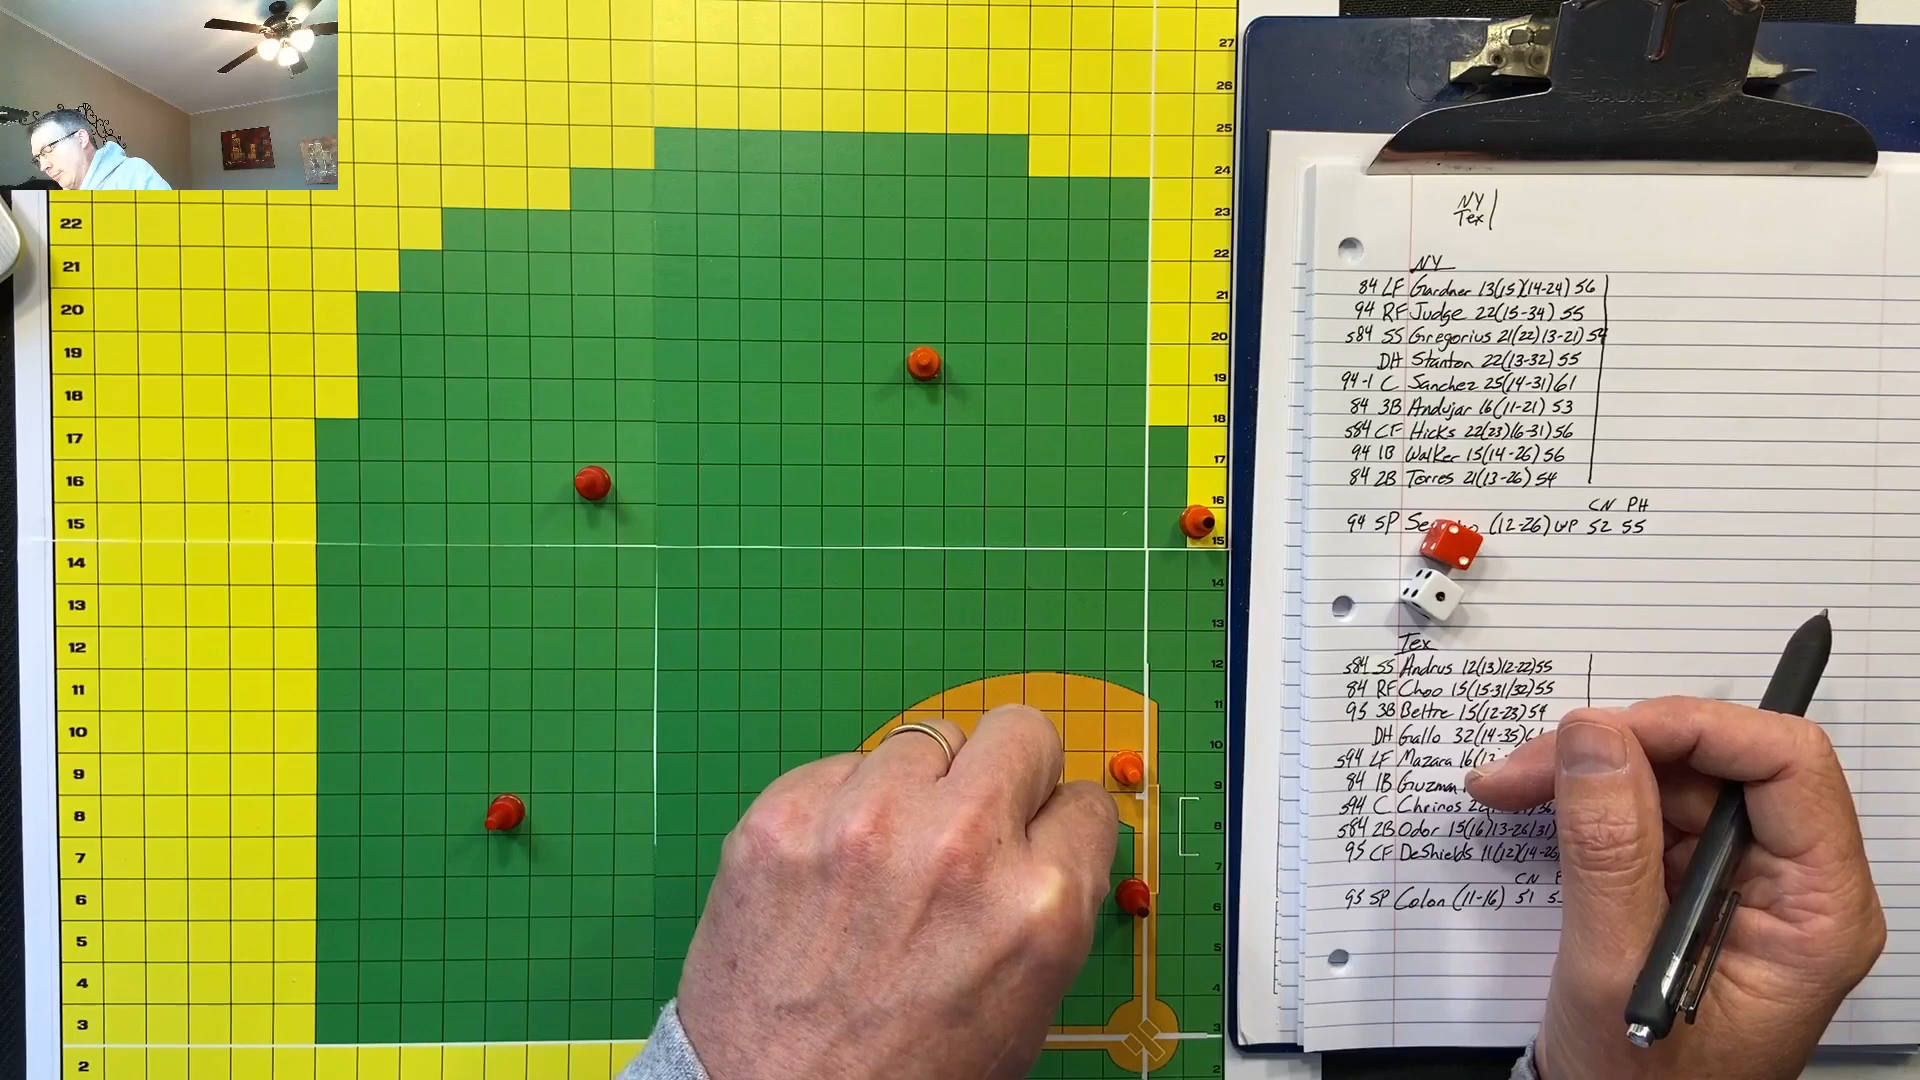 27
26
25
24
23
22
21
20
19
18
17
16
15
14
13
12
11
10
9
8
7
6
5
4
3
2
22
21
20
19
18
17
16
15
14
13
12
11
10
9
8
7
6
5
4
3
2
NY
Tex
NY
84 LF Gardner 13(15)(14-24) 56
94 RF Judge 22(15-34) 55
584 SS Gregorius 21(22)(13-21) 54
DH Stanton 22(13-32) 55
94-1 C Sanchez 25(14-31) 61
84 3B Andujar 16(11-21) 53
584 CF Hicks 22(23)(6-31) 56
94 1B Walker 15(14-26) 56
84 2B Torres 21(13-26) 54
CN PH
94 SP (12-26) WP 52 55
Tex
584 SS Andrus 12(13)(12-22) 55
84 RF Choo 15(15-31/32) 55
95 3B Beltre 15(12-23) 54
DH Gallo 32(14-35)
594 LF Mazara 16(
84 1B Guzman
594 C Chirinos
584 2B Odor 15(16)(13-26/31)
95 CF DeShields 11(12)(14-26
CN
95 SP Colon (11-16) 51